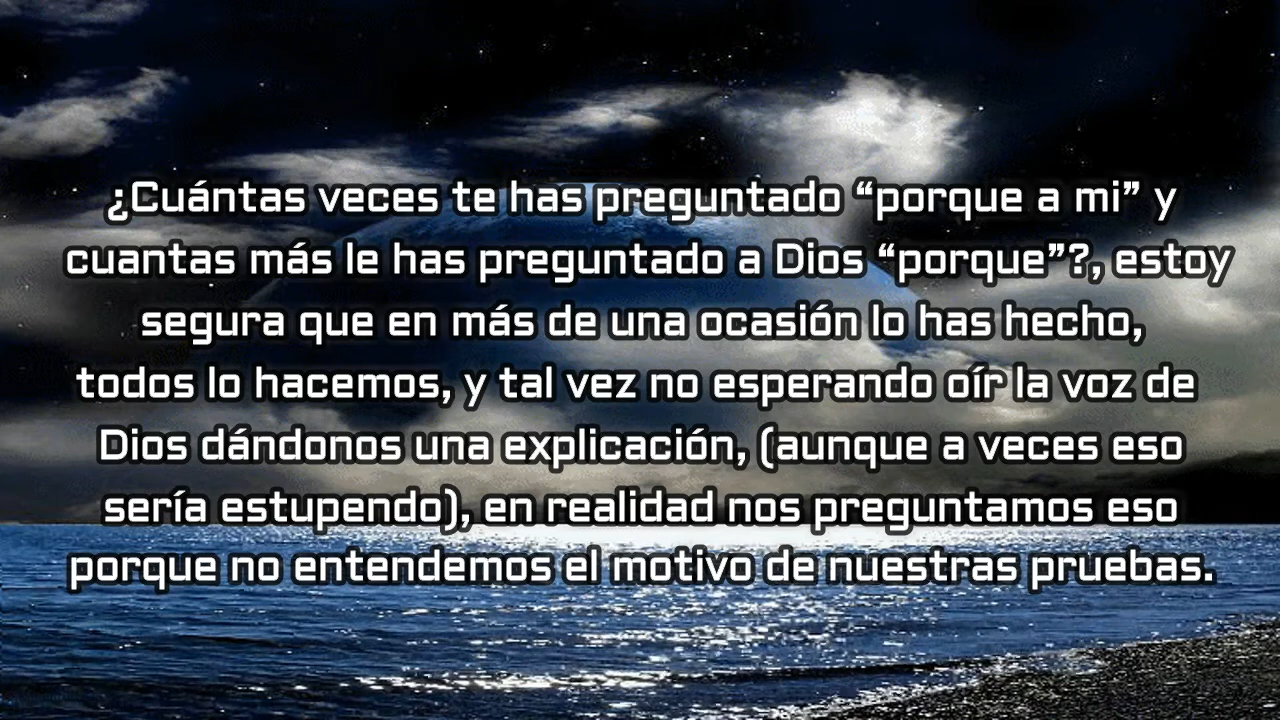 ¿Cuántas veces te has preguntado “porque a mi” y
cuantas más le has preguntado a Dios “porque”?, estoy
segura que en más de una ocasión lo has hecho,
todos lo hacemos, y tal vez no esperando oír la voz de
Dios dándonos una explicación, (aunque a veces eso
sería estupendo), en realidad nos preguntamos eso
porque no entendemos el motivo de nuestras pruebas.